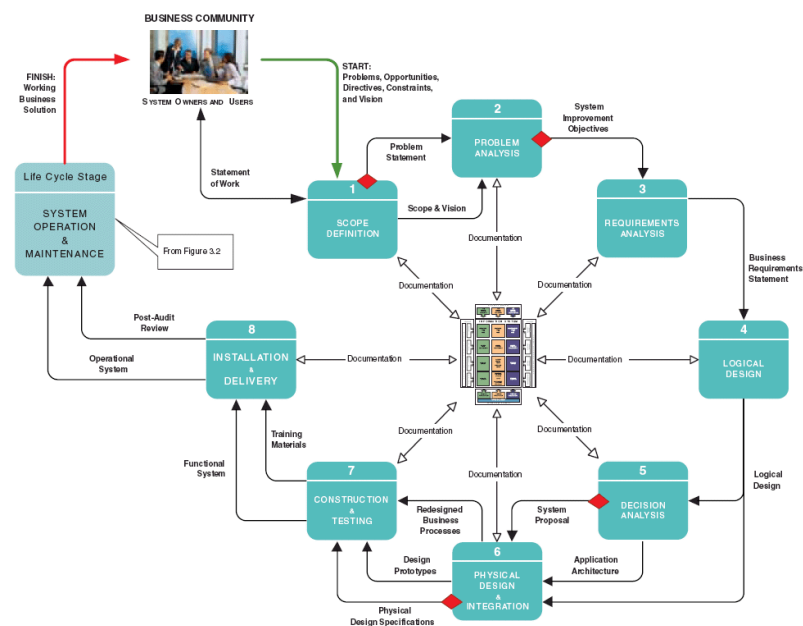 BUSINESS COMMUNITY
SYSTEM OWNERS AND USERS
FINISH:
Working
Business
Solution
START:
Problems, Opportunities,
Directives, Constraints,
and Vision
Statement
of Work
Problem
Statement
Scope & Vision
1
SCOPE
DEFINITION
2
PROBLEM
ANALYSIS
System
Improvement
Objectives
3
REQUIREMENTS
ANALYSIS
Life Cycle Stage
SYSTEM
OPERATION
&
MAINTENANCE
From Figure 3.2
Documentation
Documentation
Documentation
Business
Requirements
Statement
4
LOGICAL
DESIGN
Post-Audit
Review
Operational
System
8
INSTALLATION
&
DELIVERY
Documentation
Documentation
Documentation
Documentation
Documentation
Training
Materials
Functional
System
7
CONSTRUCTION
&
TESTING
Redesigned
Business
Processes
System
Proposal
5
DECISION
ANALYSIS
Logical
Design
Design
Prototypes
6
PHYSICAL
DESIGN
&
INTEGRATION
Application
Architecture
Physical
Design Specifications